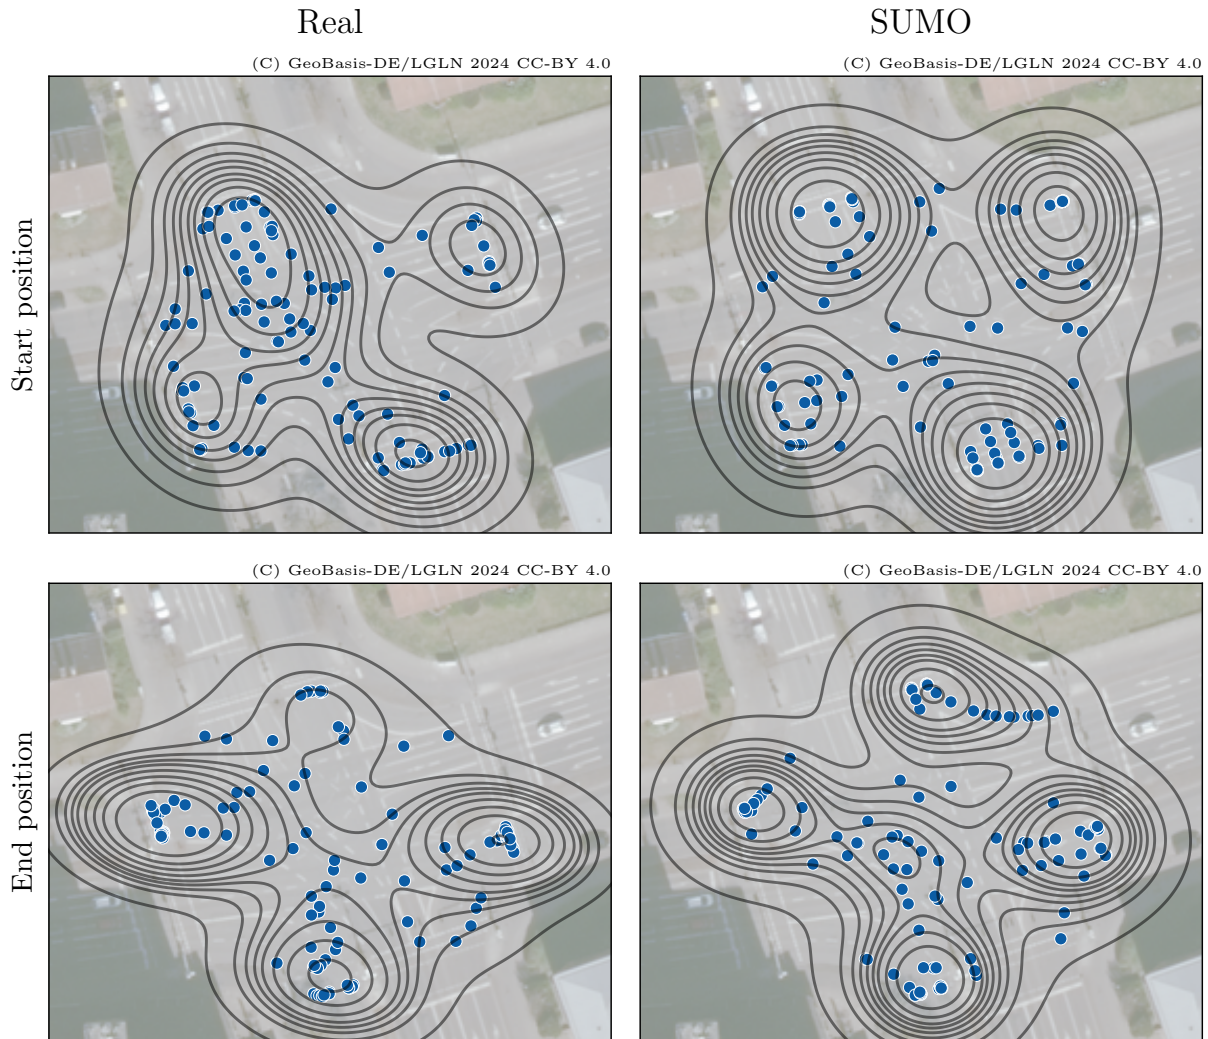 Real
SUMO
(C) GeoBasis-DE/LGLN 2024 CC-BY 4.0
(C) GeoBasis-DE/LGLN 2024 CC-BY 4.0
Start position
(C) GeoBasis-DE/LGLN 2024 CC-BY 4.0
(C) GeoBasis-DE/LGLN 2024 CC-BY 4.0
End position